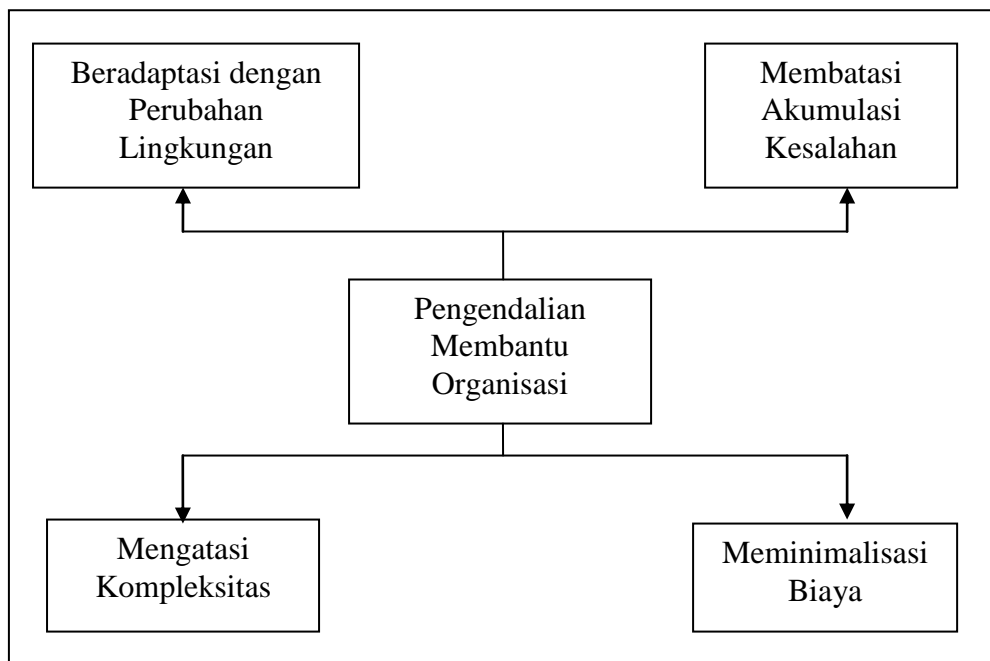 Beradaptasi dengan
Perubahan
Lingkungan
Membatasi
Akumulasi
Kesalahan
Pengendalian
Membantu
Organisasi
Mengatasi
Kompleksitas
Meminimalisasi
Biaya